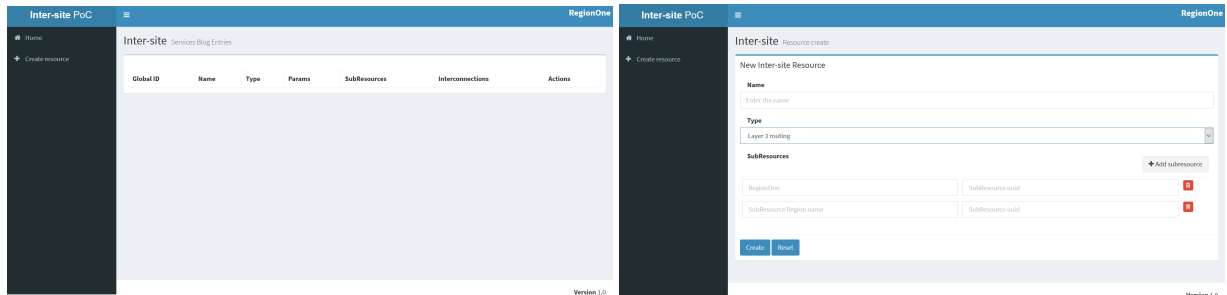 Inter-site PoC
RegionOne
Home
Create resource
Inter-site Services Blog Entries
Global ID Name Type Params SubResources Interconnections Actions
Version 1.0
Inter-site PoC
RegionOne
Home
Create resource
Inter-site Resource create
New Inter-site Resource
Name
Enter the name
Type
Layer 3 routing
SubResources
+ Add subresource
RegionOne SubResource uuid
SubResource Region name SubResource uuid
Create Reset
Version 1.0